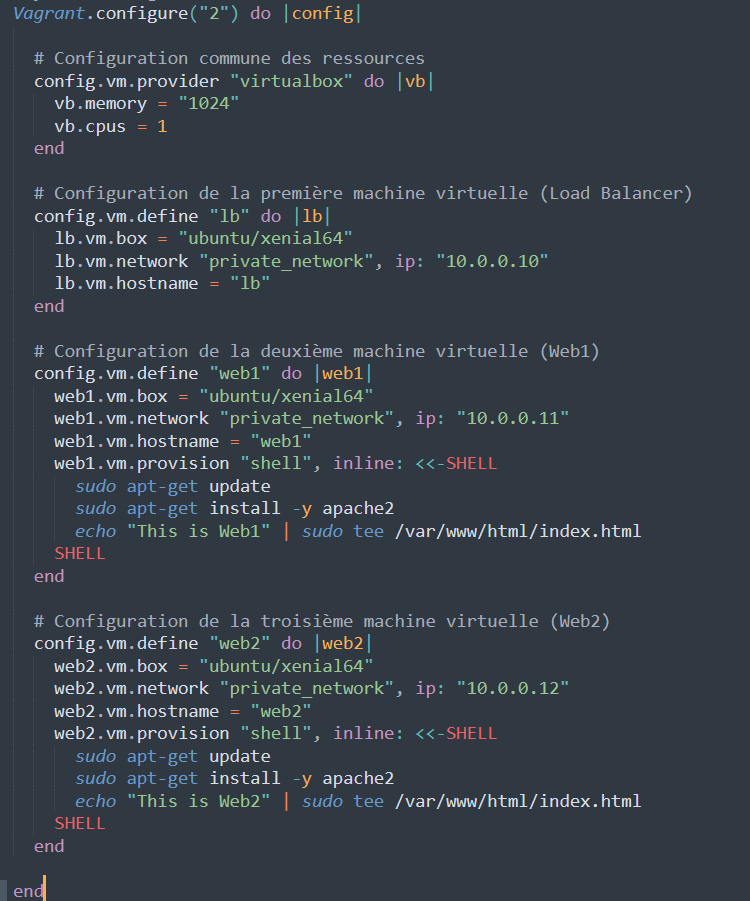 Vagrant.configure("2") do |config|
# Configuration commune des ressources
config.vm.provider "virtualbox" do |vb|
vb.memory = "1024"
vb.cpus = 1
end
# Configuration de la première machine virtuelle (Load Balancer)
config.vm.define "lb" do |lb|
lb.vm.box = "ubuntu/xenial64"
lb.vm.network "private_network", ip: "10.0.0.10"
lb.vm.hostname = "lb"
end
# Configuration de la deuxième machine virtuelle (Web1)
config.vm.define "web1" do |web1|
web1.vm.box = "ubuntu/xenial64"
web1.vm.network "private_network", ip: "10.0.0.11"
web1.vm.hostname = "web1"
web1.vm.provision "shell", inline: <<-SHELL
sudo apt-get update
sudo apt-get install -y apache2
echo "This is Web1" | sudo tee /var/www/html/index.html
SHELL
end
# Configuration de la troisième machine virtuelle (Web2)
config.vm.define "web2" do |web2|
web2.vm.box = "ubuntu/xenial64"
web2.vm.network "private_network", ip: "10.0.0.12"
web2.vm.hostname = "web2"
web2.vm.provision "shell", inline: <<-SHELL
sudo apt-get update
sudo apt-get install -y apache2
echo "This is Web2" | sudo tee /var/www/html/index.html
SHELL
end
end